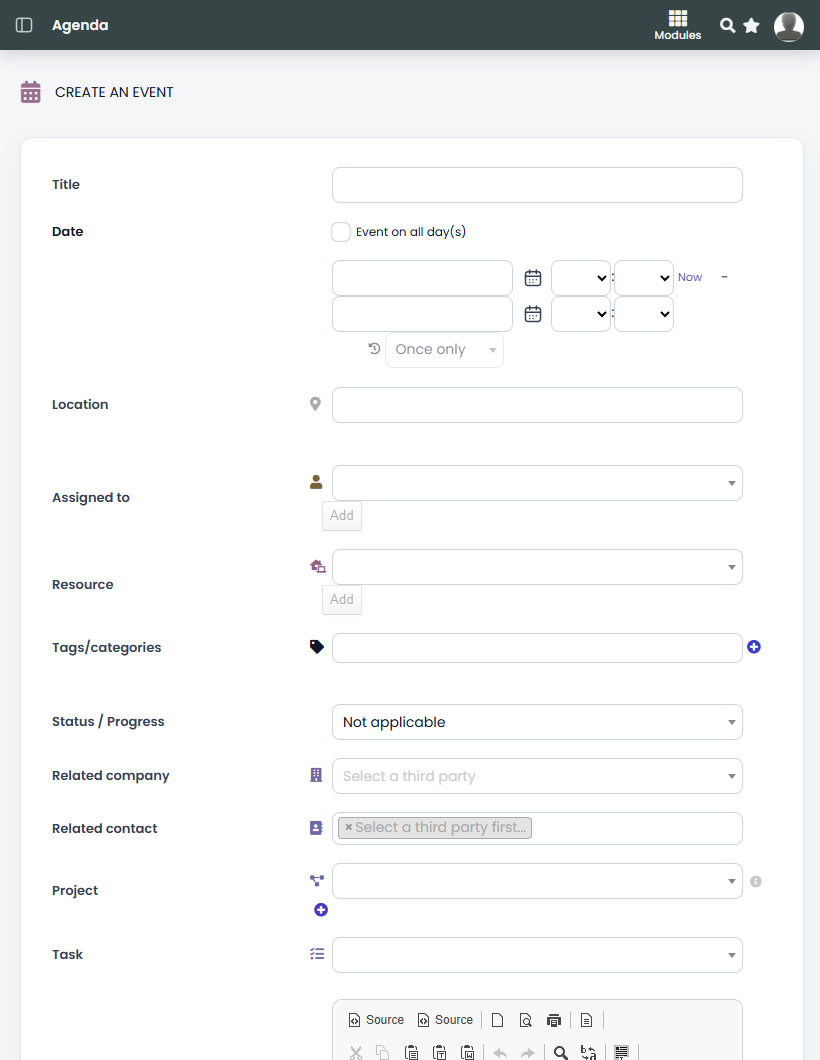 Agenda
Modules
CREATE AN EVENT
Title
Date
Event on all day(s)
:
Now
-
:
Once only
Location
Assigned to
Add
Resource
Add
Tags/categories
Status / Progress
Not applicable
Related company
Select a third party
Related contact
×Select a third party first...
Project
Task
Source Source